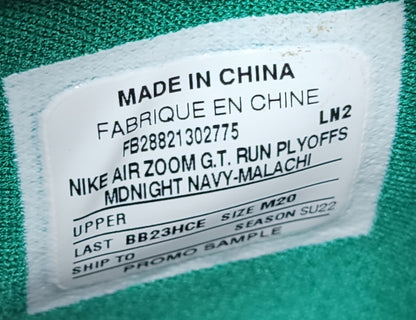 MADE IN CHINA
FABRIQUE EN CHINE
FB28821302775 LN2
NIKE AIR ZOOM G.T. RUN PLYOFFS
MDNIGHT NAVY-MALACHI
UPPER
LAST BB23HCE SIZE M20
SHIP TO SEASON SU22
PROMO SAMPLE